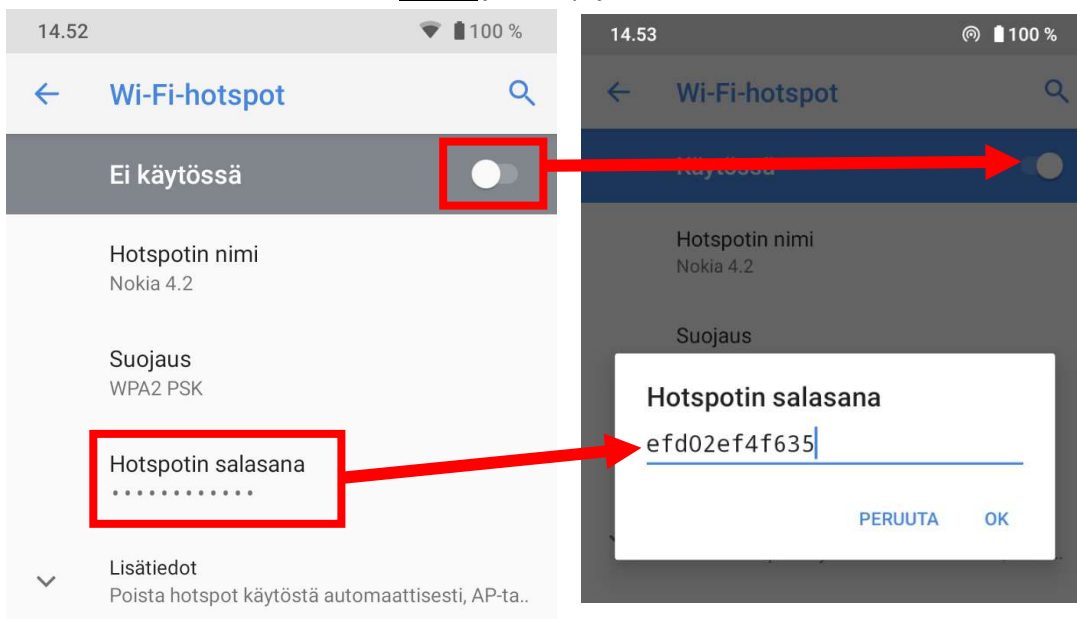 14.52
100 %
Wi-Fi-hotspot
Ei käytössä
Hotspotin nimi
Nokia 4.2
Suojaus
WPA2 PSK
Hotspotin salasana
............
Lisätiedot
Poista hotspot käytöstä automaattisesti, AP-ta..
14.53
100 %
Wi-Fi-hotspot
Käytössä
Hotspotin nimi
Nokia 4.2
Suojaus
Hotspotin salasana
efd02ef4f635
PERUUTA OK